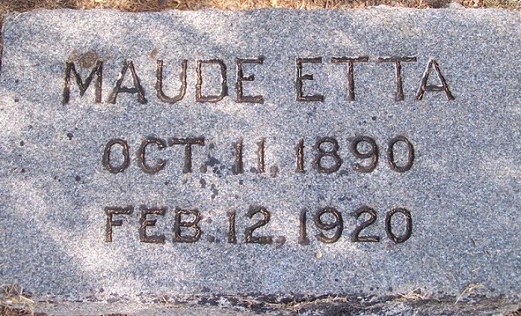 MAUDE ETTA
OCT. 11, 1890
FEB. 12, 1920